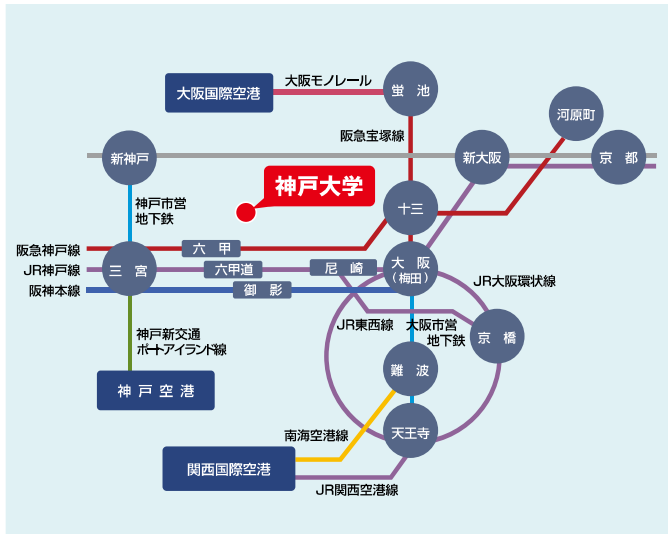 大阪モノレール
大阪国際空港
蛍 池
河原町
阪急宝塚線
新神戸
新大阪
京 都
神戸大学
神戸市営
地下鉄
十三
阪急神戸線
六 甲
JR神戸線
三 宮
六甲道
尼 崎
大 阪
(梅田)
阪神本線
御 影
JR大阪環状線
JR東西線
大阪市営
地下鉄
京 橋
神戸新交通
ポートアイランド線
難 波
神 戸 空 港
天王寺
南海空港線
関西国際空港
JR関西空港線